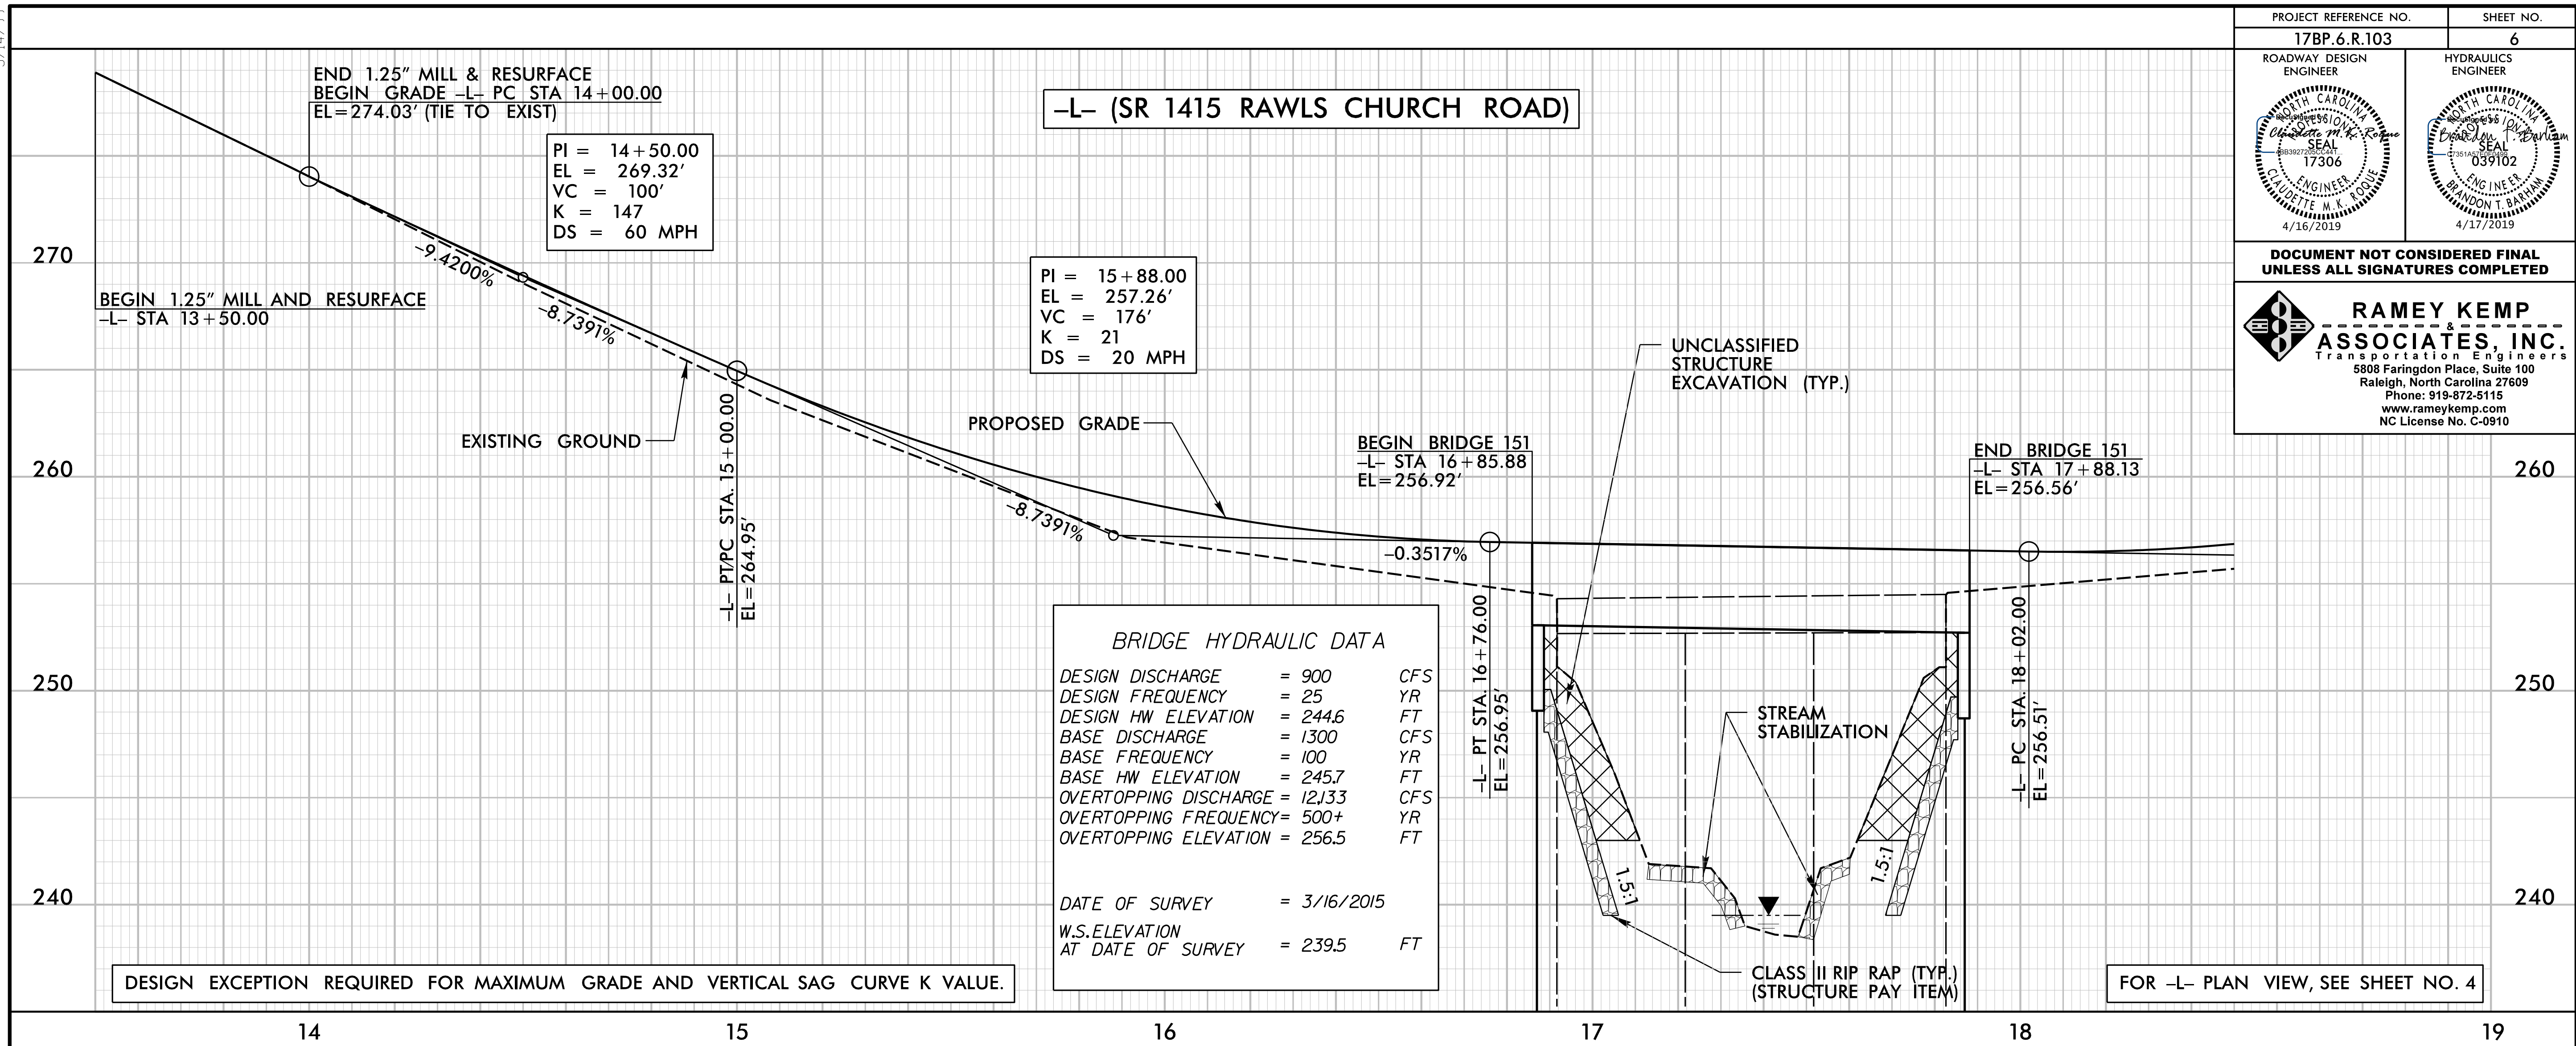 PROJECT REFERENCE NO. SHEET NO.
17BP.6.R.103 6
ROADWAY DESIGN
ENGINEER
HYDRAULICS
ENGINEER
NORTH CAROLINA
PROFESSIONAL
SEAL
17306
ENGINEER
CLAUDETTE M.K. ROQUE
4/16/2019
NORTH CAROLINA
PROFESSIONAL
SEAL
039102
ENGINEER
BRANDON T. BARHAM
4/17/2019
DOCUMENT NOT CONSIDERED FINAL
UNLESS ALL SIGNATURES COMPLETED
RAMEY KEMP
&
ASSOCIATES, INC.
Transportation Engineers
5808 Faringdon Place, Suite 100
Raleigh, North Carolina 27609
Phone: 919-872-5115
www.rameykemp.com
NC License No. C-0910
–L– (SR 1415 RAWLS CHURCH ROAD)
END 1.25" MILL & RESURFACE
BEGIN GRADE –L– PC STA 14+00.00
EL=274.03' (TIE TO EXIST)
PI = 14+50.00
EL = 269.32'
VC = 100'
K = 147
DS = 60 MPH
270
–9.4200%
–8.7391%
BEGIN 1.25" MILL AND RESURFACE
–L– STA 13+50.00
PI = 15+88.00
EL = 257.26'
VC = 176'
K = 21
DS = 20 MPH
UNCLASSIFIED
STRUCTURE
EXCAVATION (TYP.)
EXISTING GROUND
–L– PT/PC STA. 15+00.00
EL=264.95'
PROPOSED GRADE
BEGIN BRIDGE 151
–L– STA 16+85.88
EL=256.92'
END BRIDGE 151
–L– STA 17+88.13
EL=256.56'
260
260
–8.7391%
–0.3517%
–L– PT STA. 16+76.00
EL=256.95'
–L– PC STA. 18+02.00
EL=256.51'
BRIDGE HYDRAULIC DATA
DESIGN DISCHARGE = 900 CFS
DESIGN FREQUENCY = 25 YR
DESIGN HW ELEVATION = 244.6 FT
BASE DISCHARGE = 1300 CFS
BASE FREQUENCY = 100 YR
BASE HW ELEVATION = 245.7 FT
OVERTOPPING DISCHARGE = 12,133 CFS
OVERTOPPING FREQUENCY= 500+ YR
OVERTOPPING ELEVATION = 256.5 FT
DATE OF SURVEY = 3/16/2015
W.S.ELEVATION
AT DATE OF SURVEY = 239.5 FT
250
250
STREAM
STABILIZATION
1.5:1
1.5:1
240
240
CLASS II RIP RAP (TYP.)
(STRUCTURE PAY ITEM)
DESIGN EXCEPTION REQUIRED FOR MAXIMUM GRADE AND VERTICAL SAG CURVE K VALUE.
FOR –L– PLAN VIEW, SEE SHEET NO. 4
14 15 16 17 18 19